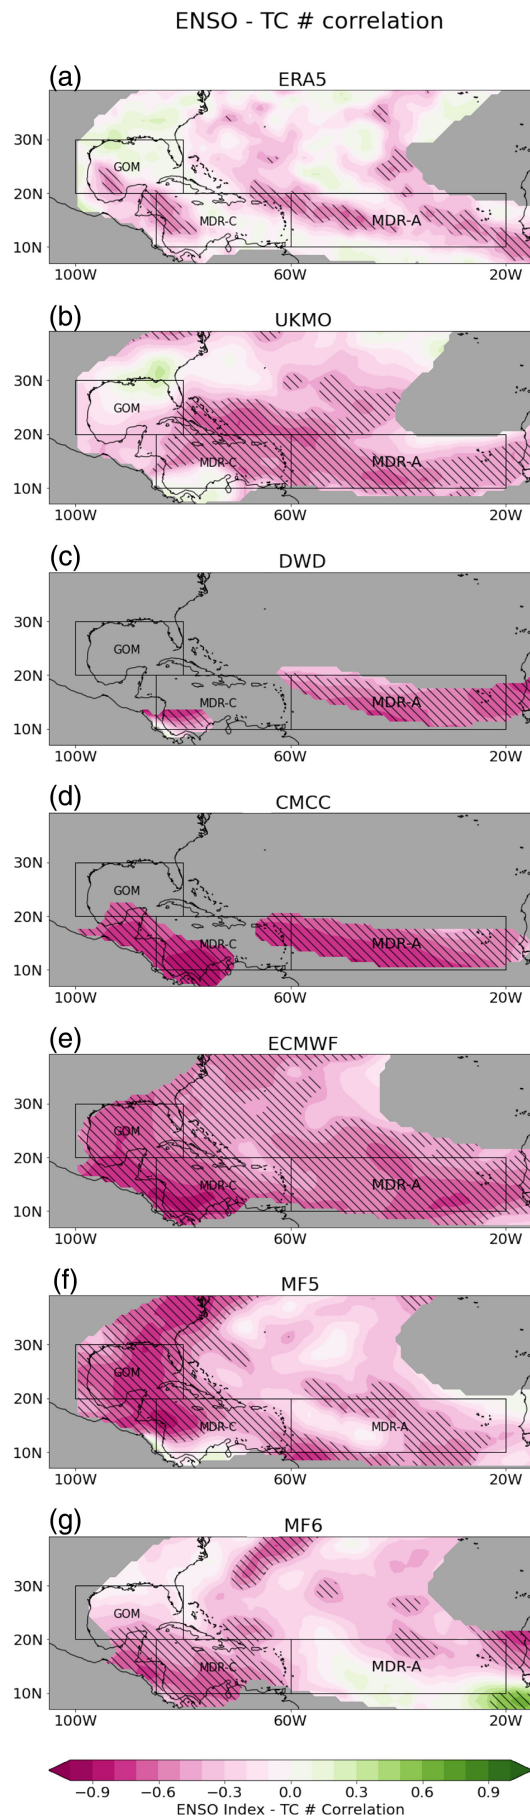 ENSO - TC # correlation
(a)
ERA5
30N
GOM
20N
MDR-C
MDR-A
10N
100W 60W 20W
(b)
UKMO
30N
GOM
20N
MDR-C
MDR-A
10N
100W 60W 20W
(c)
DWD
30N
GOM
20N
MDR-C
MDR-A
10N
100W 60W 20W
(d)
CMCC
30N
GOM
20N
MDR-C
MDR-A
10N
100W 60W 20W
(e)
ECMWF
30N
GOM
20N
MDR-C
MDR-A
10N
100W 60W 20W
(f)
MF5
30N
GOM
20N
MDR-C
MDR-A
10N
100W 60W 20W
(g)
MF6
30N
GOM
20N
MDR-C
MDR-A
10N
100W 60W 20W
−0.9 −0.6 −0.3 0.0 0.3 0.6 0.9
ENSO Index - TC # Correlation